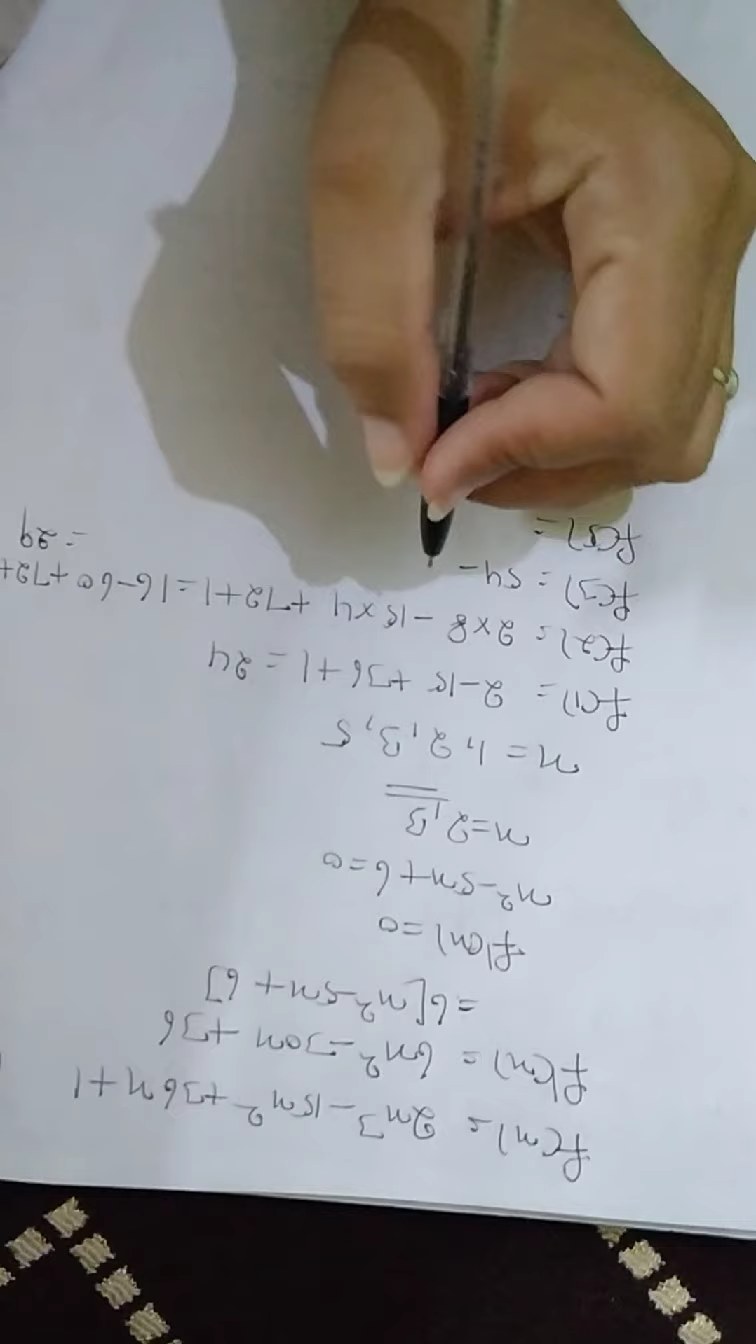 f(x) = 2x³ - 15x² + 36x + 1
f'(x) = 6x² - 30x + 36
= 6[x² - 5x + 6]
f'(x) = 0
x² - 5x + 6 = 0
x = 2, 3
x = 1, 2, 3, 5
f(1) = 2 - 15 + 36 + 1 = 24
f(2) = 2×8 - 15×4 + 72 + 1 = 16 - 60 + 72 +
= 29
f(3) = 54 -
f(5) =